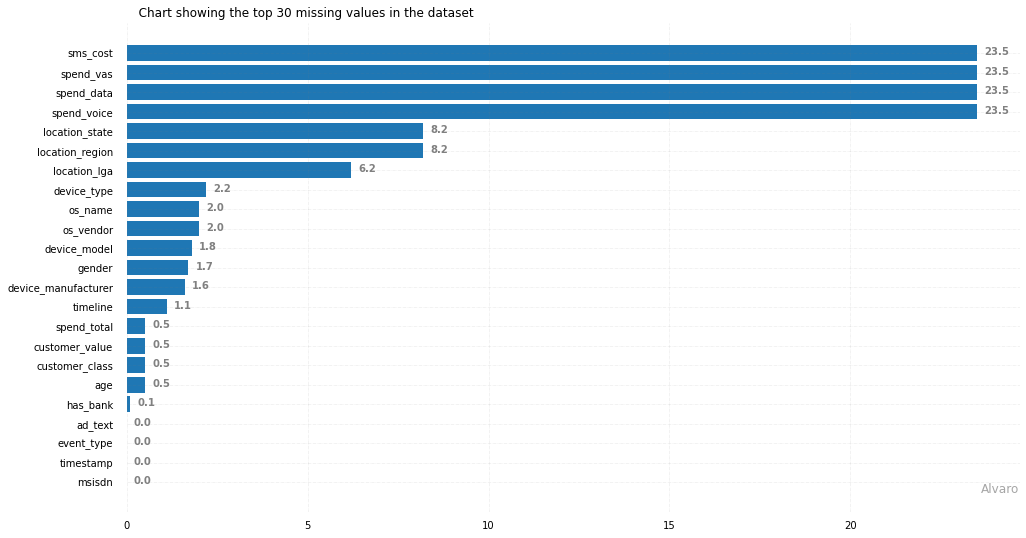 Chart showing the top 30 missing values in the dataset
sms_cost 23.5
spend_vas 23.5
spend_data 23.5
spend_voice 23.5
location_state 8.2
location_region 8.2
location_lga 6.2
device_type 2.2
os_name 2.0
os_vendor 2.0
device_model 1.8
gender 1.7
device_manufacturer 1.6
timeline 1.1
spend_total 0.5
customer_value 0.5
customer_class 0.5
age 0.5
has_bank 0.1
ad_text 0.0
event_type 0.0
timestamp 0.0
msisdn 0.0
Alvaro
0 5 10 15 20